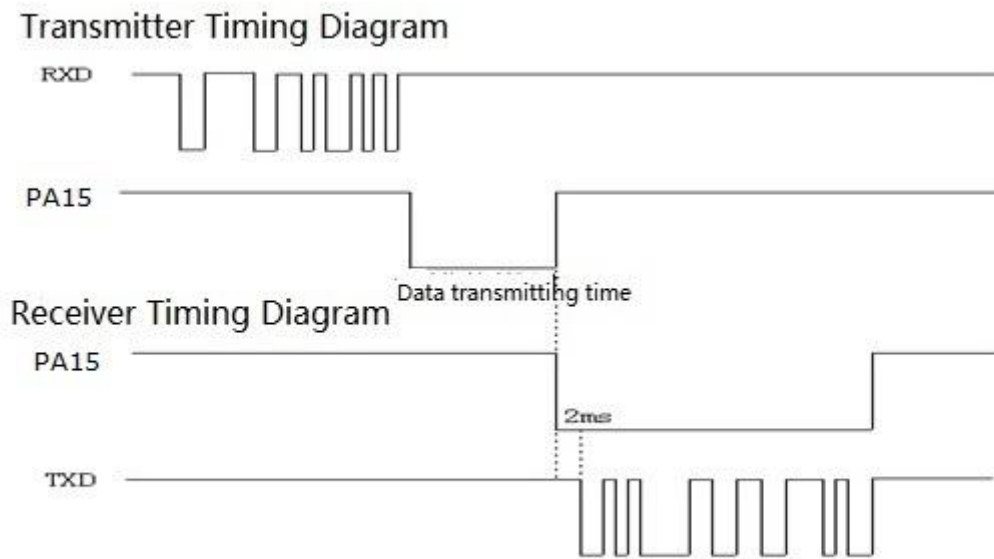 Transmitter Timing Diagram
RXD
PA15
Data transmitting time
Receiver Timing Diagram
PA15
2ms
TXD